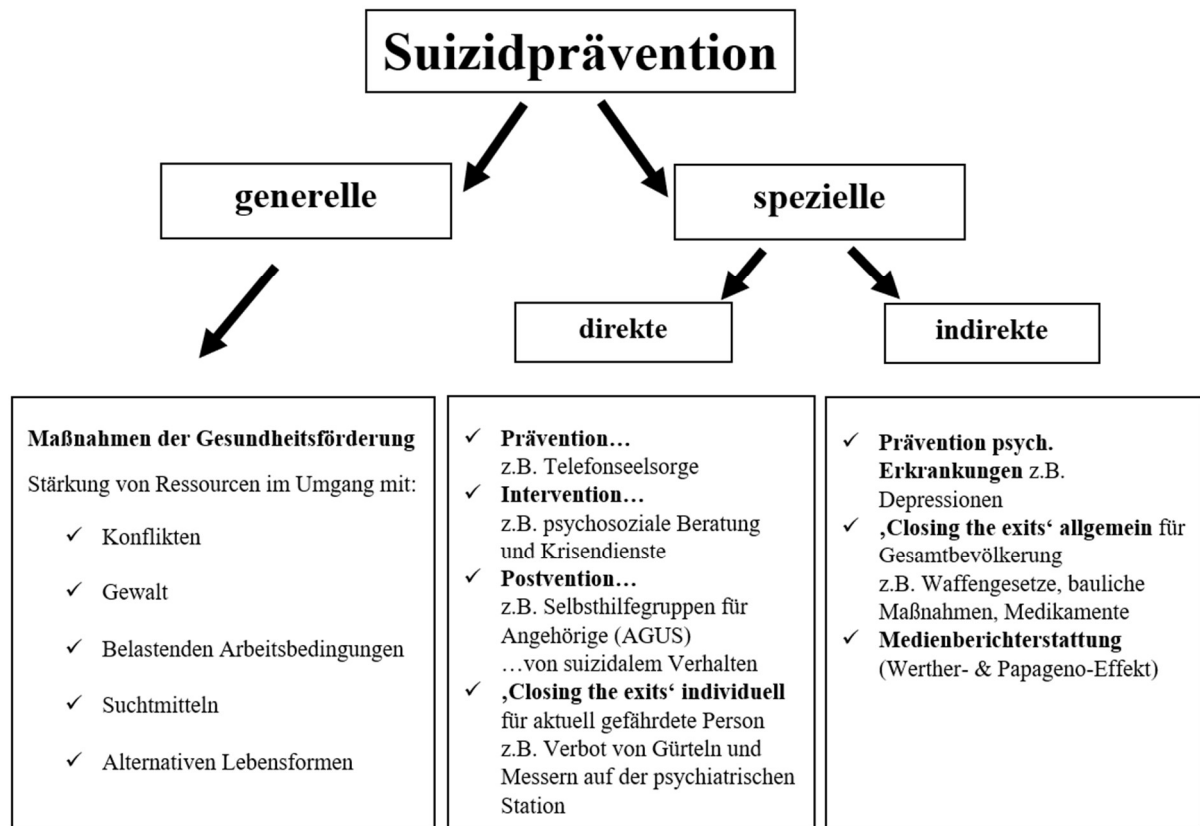 Suizidprävention
generelle
spezielle
direkte
indirekte
Maßnahmen der Gesundheitsförderung
Stärkung von Ressourcen im Umgang mit:
✓ Konflikten
✓ Gewalt
✓ Belastenden Arbeitsbedingungen
✓ Suchtmitteln
✓ Alternativen Lebensformen
✓ Prävention…
z.B. Telefonseelsorge
✓ Intervention…
z.B. psychosoziale Beratung
und Krisendienste
✓ Postvention…
z.B. Selbsthilfegruppen für
Angehörige (AGUS)
…von suizidalem Verhalten
✓ ‚Closing the exits‘ individuell
für aktuell gefährdete Person
z.B. Verbot von Gürteln und
Messern auf der psychiatrischen
Station
✓ Prävention psych.
Erkrankungen z.B.
Depressionen
✓ ‚Closing the exits‘ allgemein für
Gesamtbevölkerung
z.B. Waffengesetze, bauliche
Maßnahmen, Medikamente
✓ Medienberichterstattung
(Werther- & Papageno-Effekt)